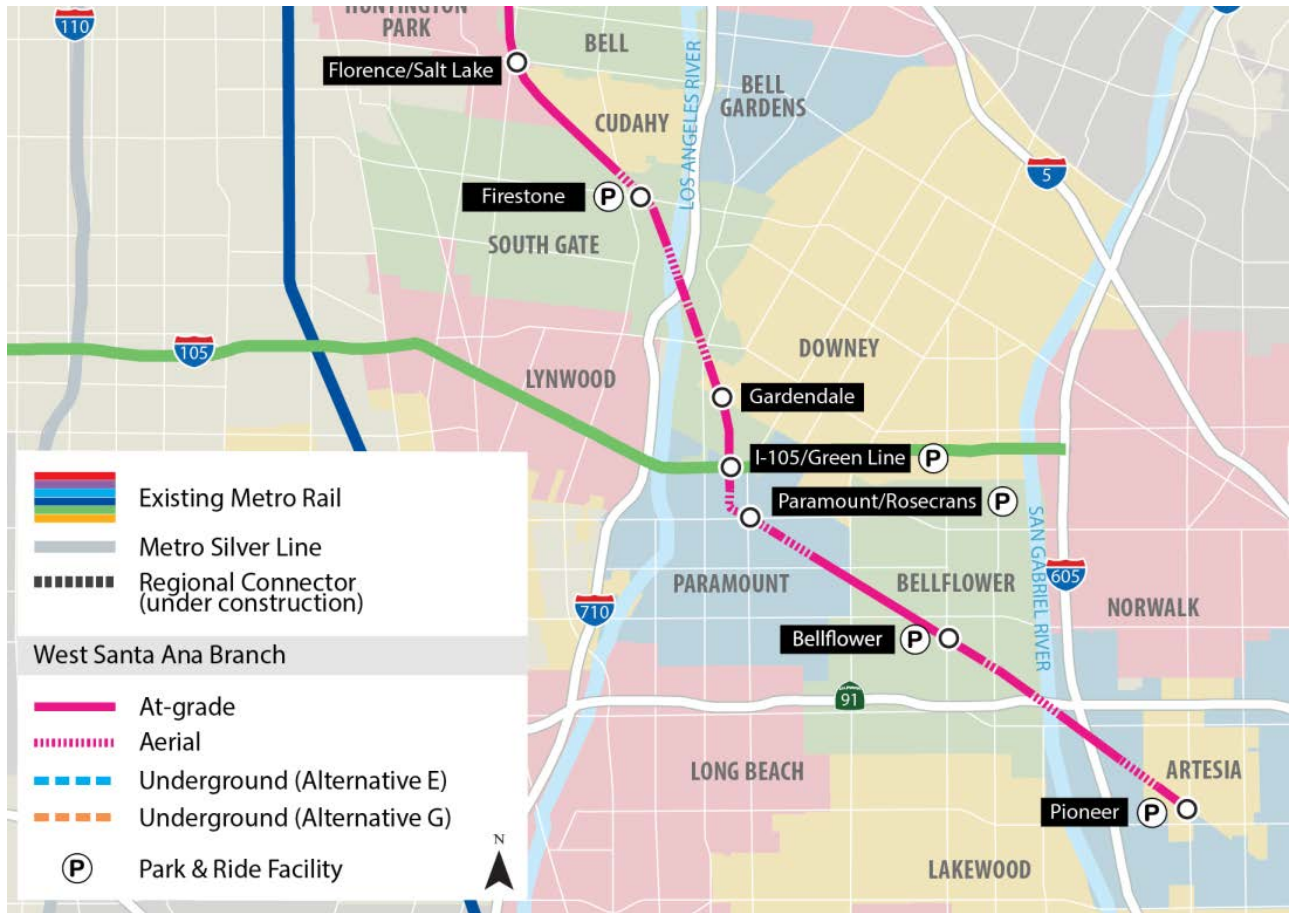 110
HUNTINGTON
PARK
BELL
Florence/Salt Lake
LOS ANGELES RIVER
BELL
GARDENS
CUDAHY
5
Firestone P
SOUTH GATE
105
LYNWOOD
DOWNEY
Gardendale
I-105/Green Line P
Paramount/Rosecrans P
SAN GABRIEL RIVER
PARAMOUNT
BELLFLOWER
605
NORWALK
710
Bellflower P
91
LONG BEACH
ARTESIA
Pioneer P
LAKEWOOD
Existing Metro Rail
Metro Silver Line
Regional Connector
(under construction)
West Santa Ana Branch
At-grade
Aerial
Underground (Alternative E)
Underground (Alternative G)
P Park & Ride Facility
N